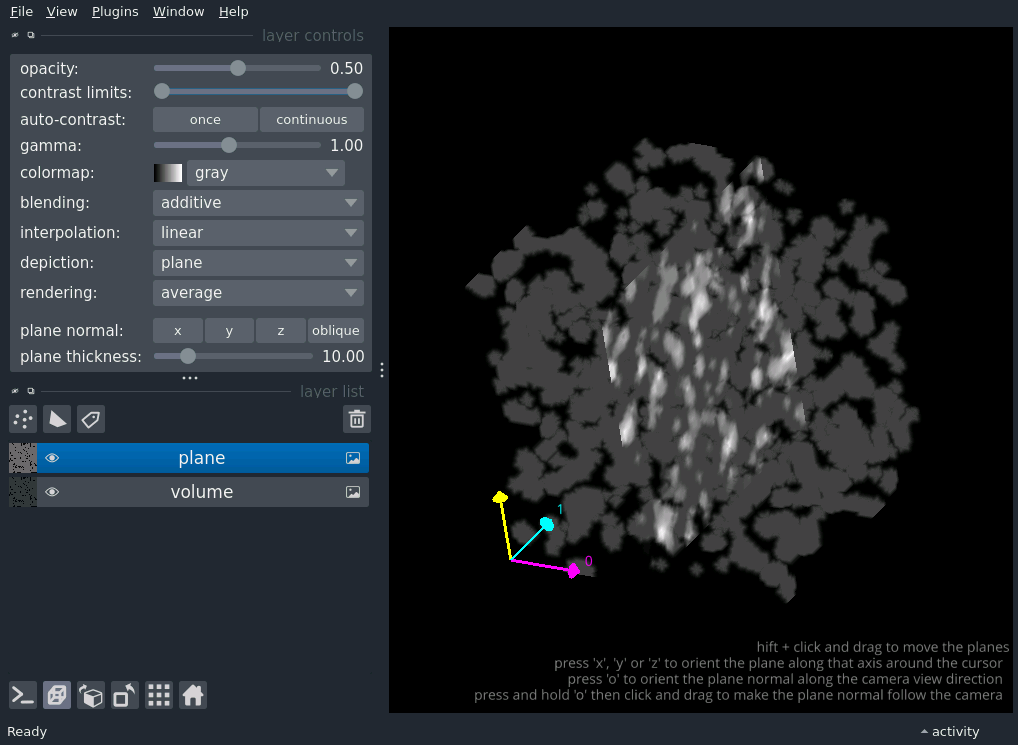 File View Plugins Window Help
layer controls
opacity: 0.50
contrast limits:
auto-contrast: once continuous
gamma: 1.00
colormap: gray
blending: additive
interpolation: linear
depiction: plane
rendering: average
plane normal: x y z oblique
plane thickness: 10.00
layer list
plane
volume
1
0
hift + click and drag to move the planes
press 'x', 'y' or 'z' to orient the plane along that axis around the cursor
press 'o' to orient the plane normal along the camera view direction
press and hold 'o' then click and drag to make the plane normal follow the camera
Ready activity